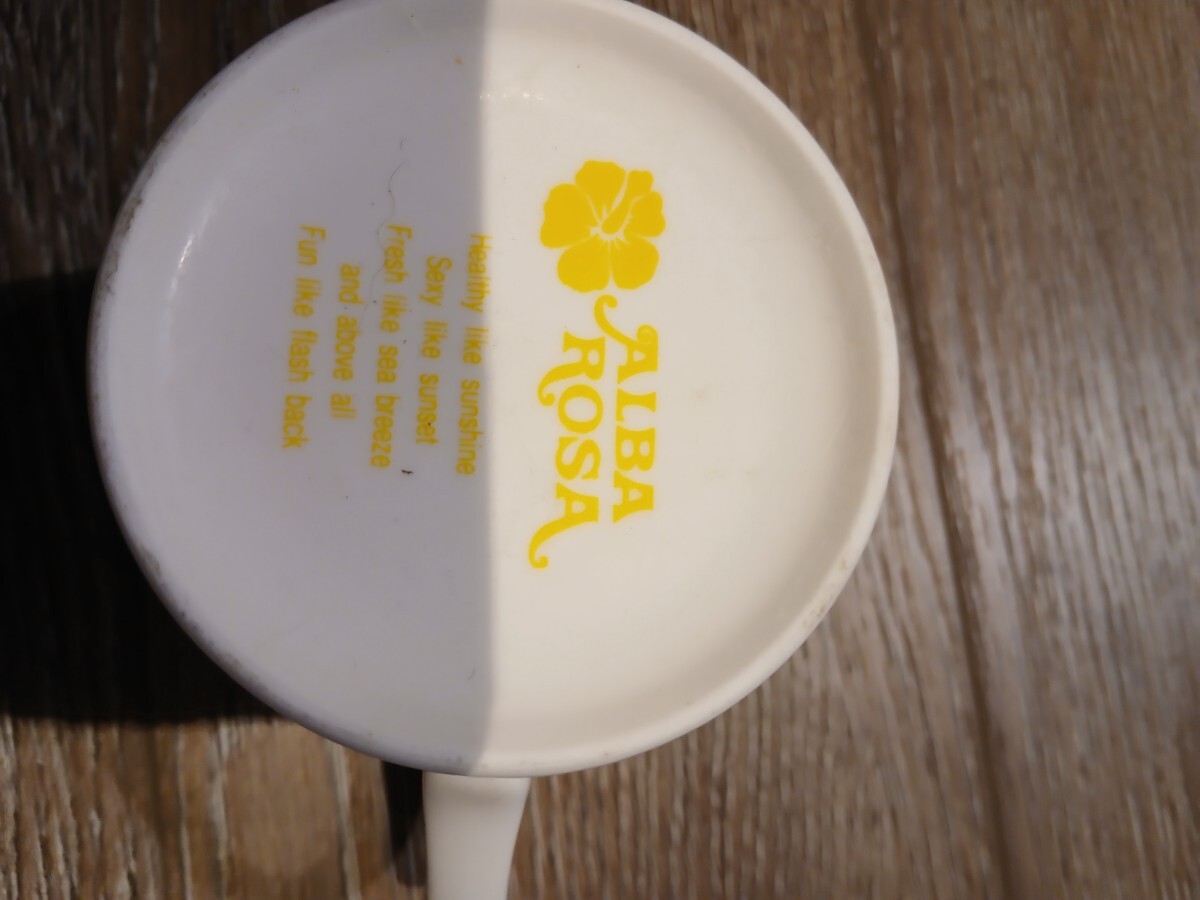 ALBA
ROSA
Healthy like sunshine
Sexy like sunset
Fresh like sea breeze
and above all
Fun like flash back